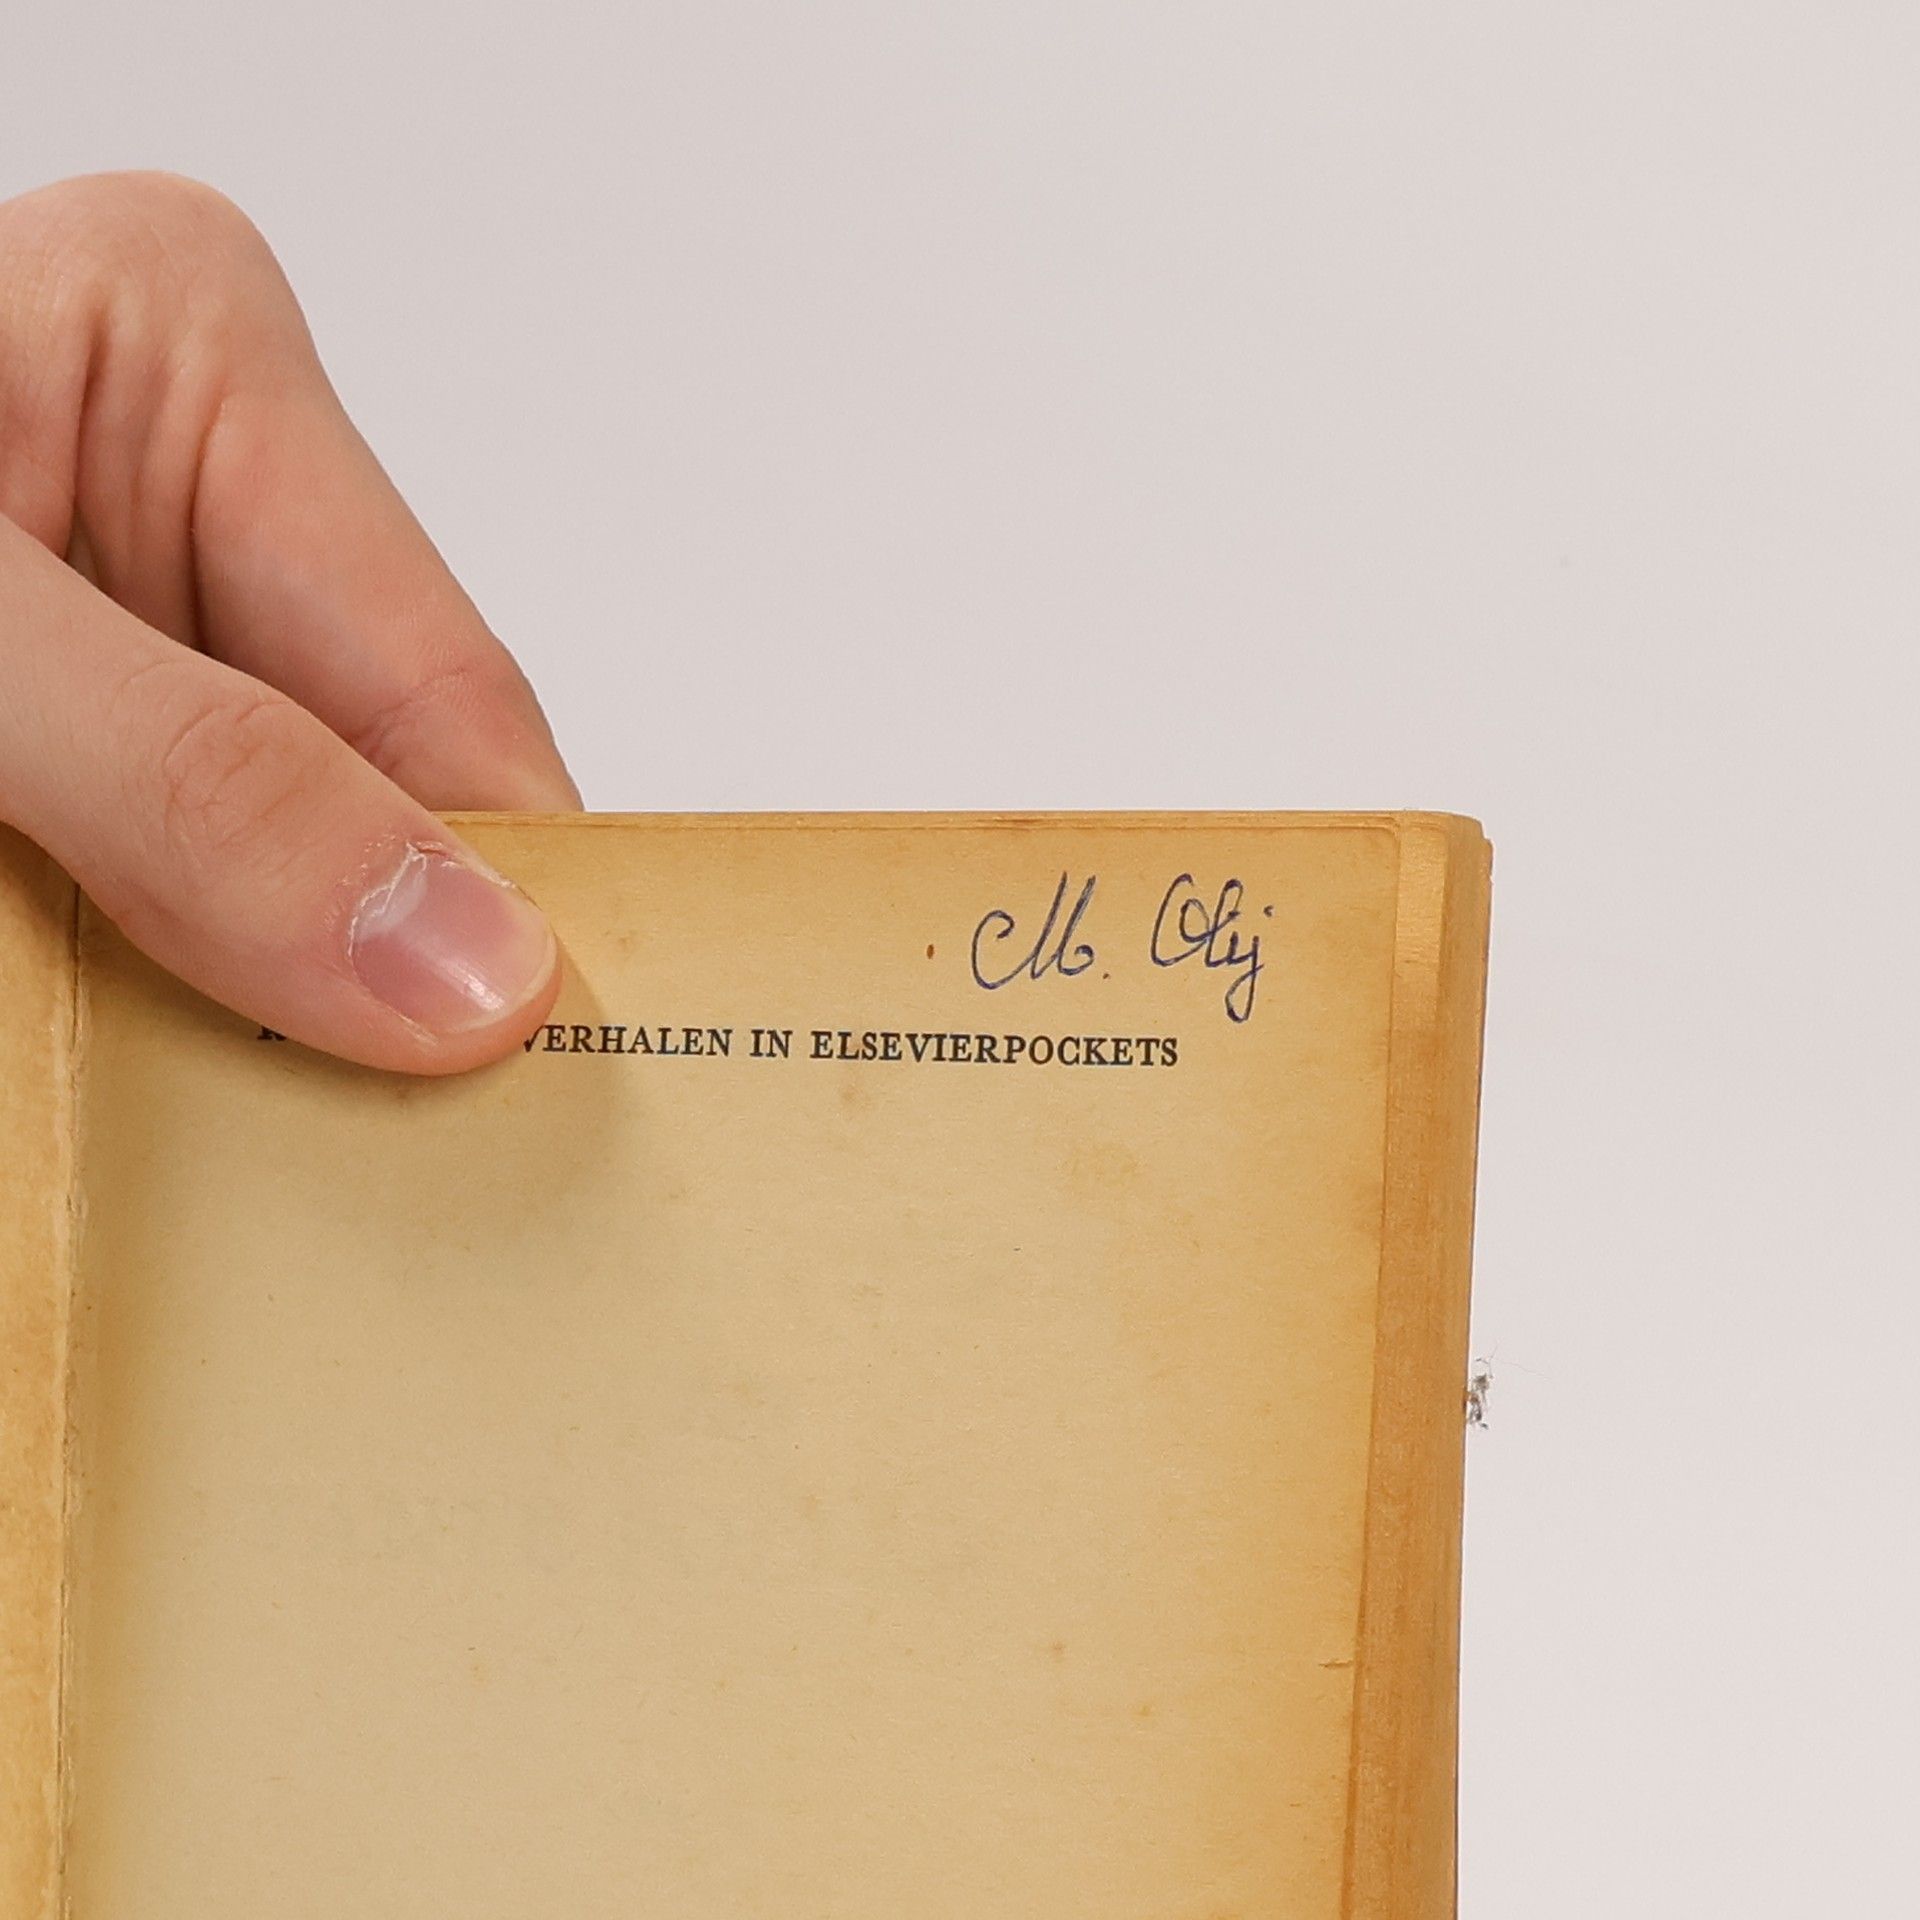 M. Olij
VERHALEN IN ELSEVIERPOCKETS